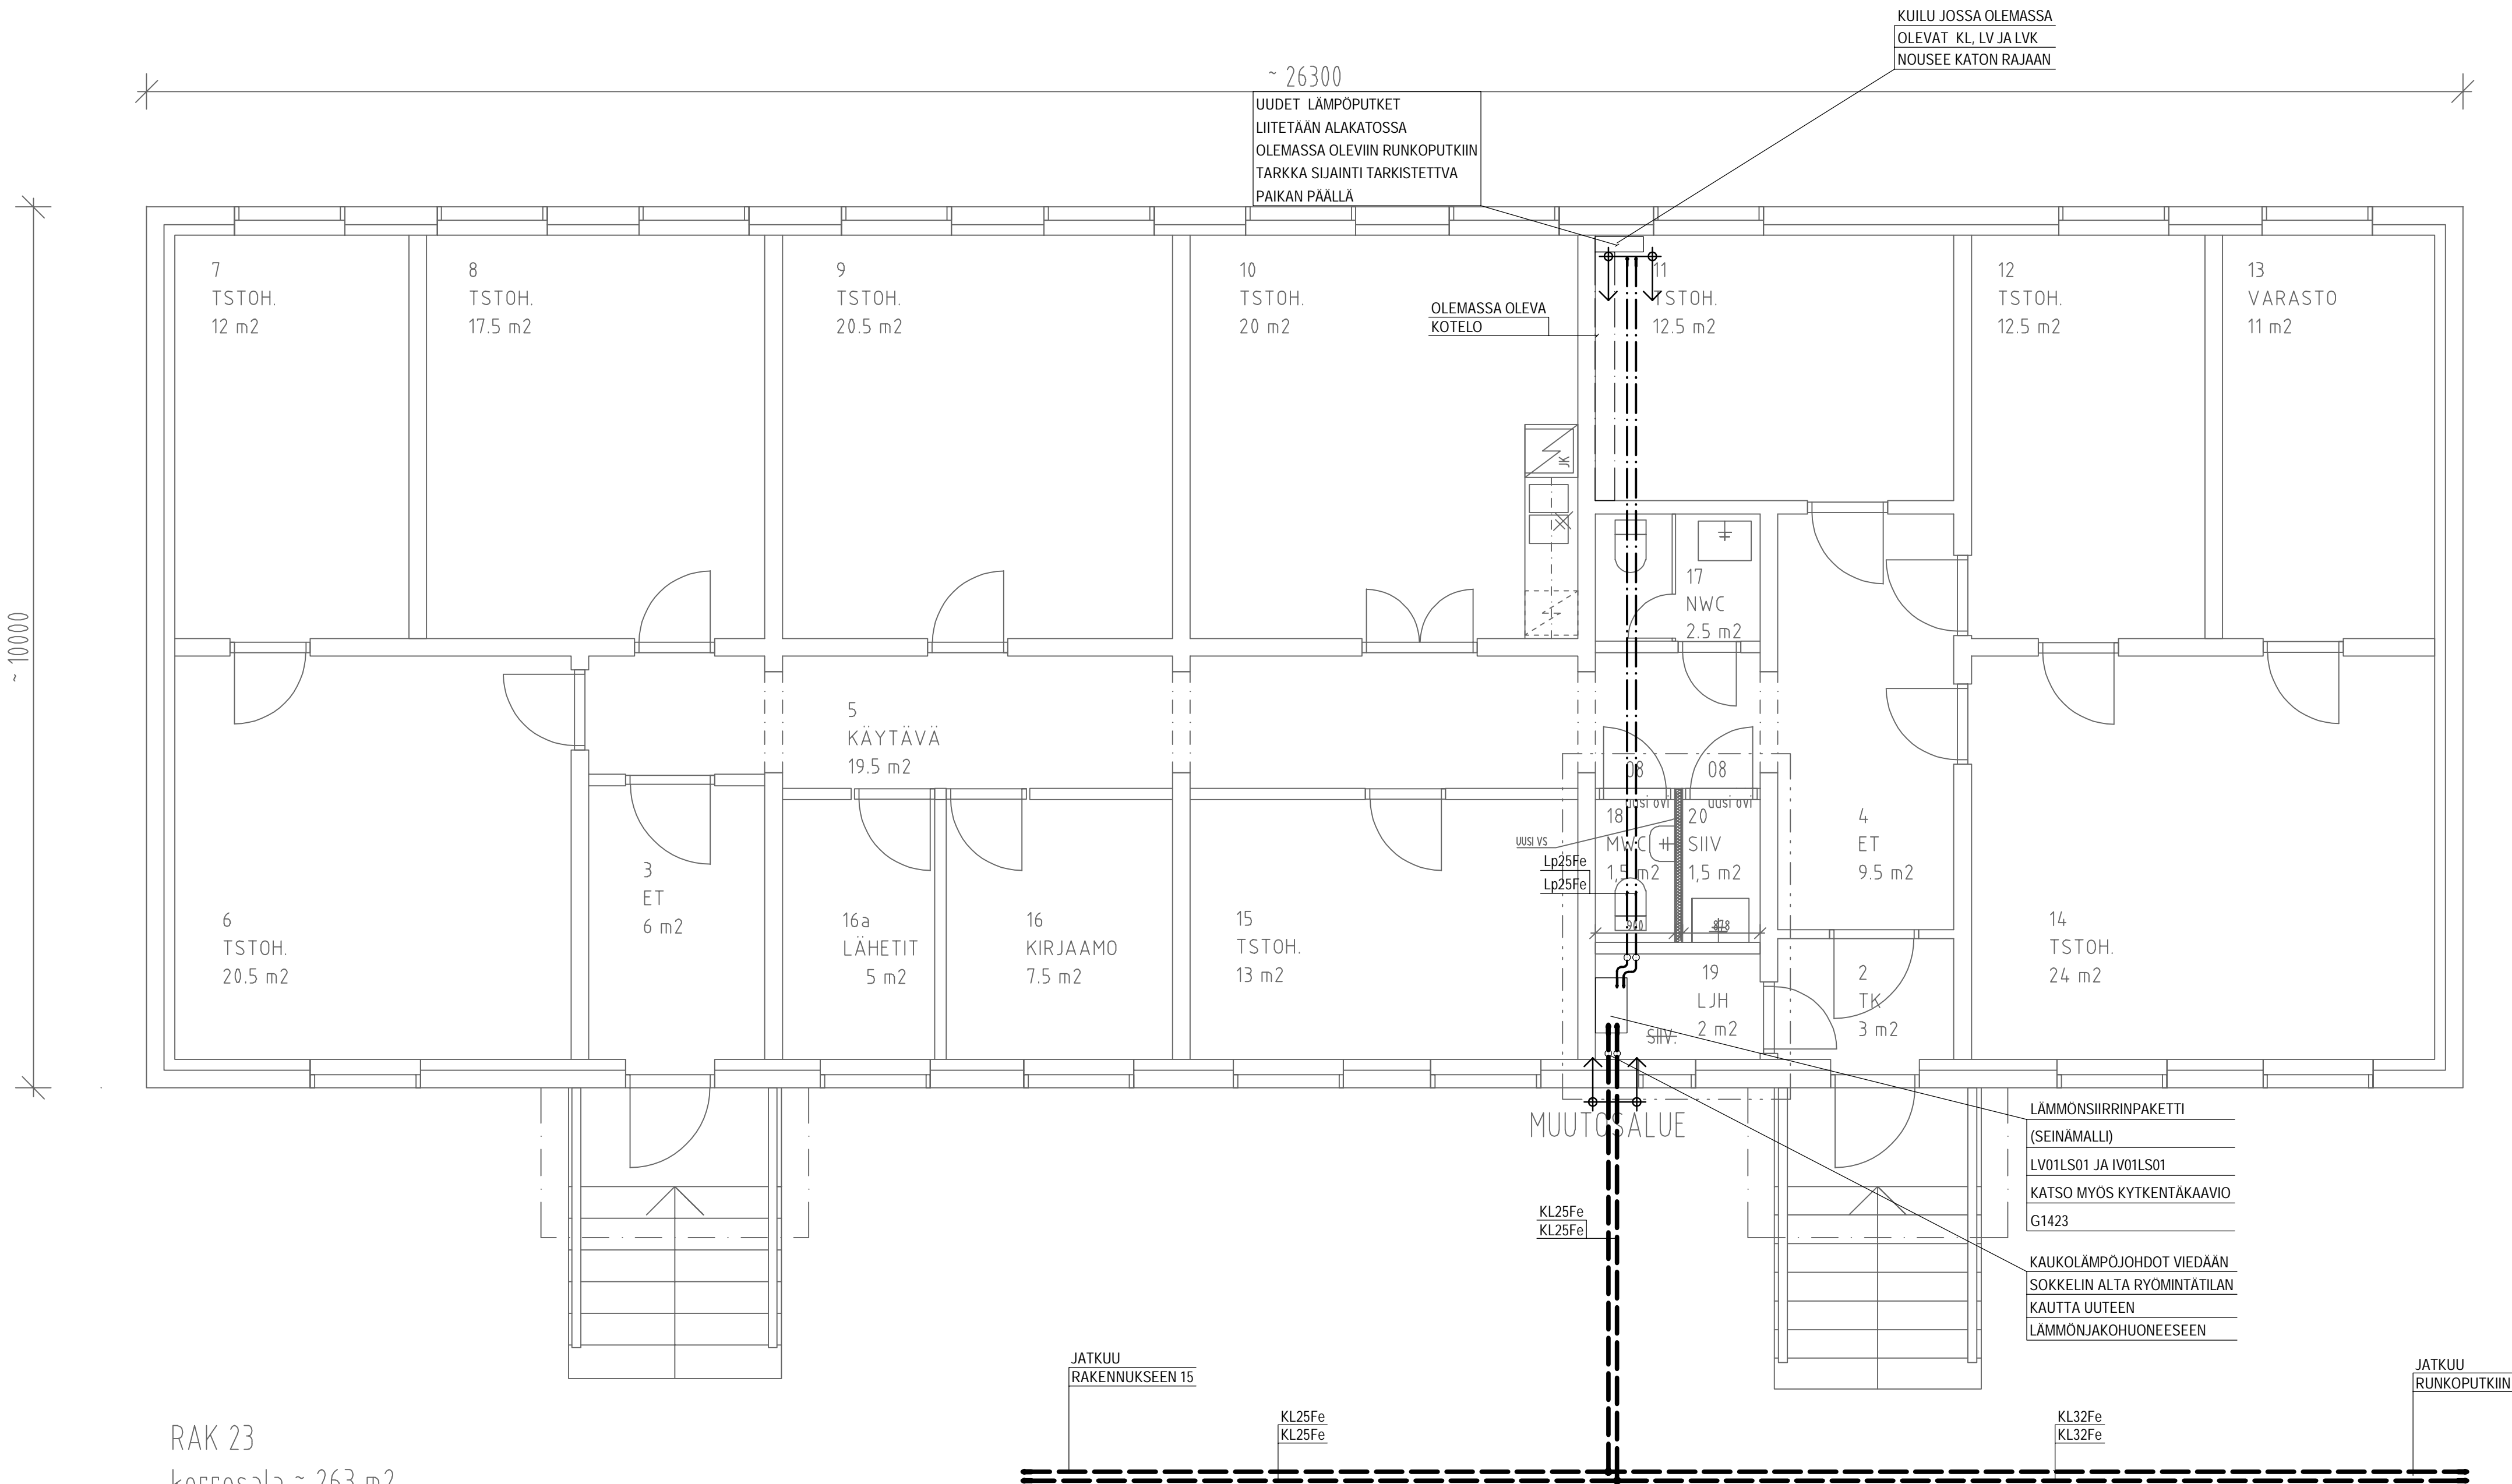 KUILU JOSSA OLEMASSA
OLEVAT KL, LV JA LVK
NOUSEE KATON RAJAAN
~ 26300
UUDET LÄMPÖPUTKET
LIITETÄÄN ALAKATOSSA
OLEMASSA OLEVIIN RUNKOPUTKIIN
TARKKA SIJAINTI TARKISTETTVA
PAIKAN PÄÄLLÄ
~ 10000
7
TSTOH.
12 m2
8
TSTOH.
17.5 m2
9
TSTOH.
20.5 m2
10
TSTOH.
20 m2
OLEMASSA OLEVA
KOTELO
11
TSTOH.
12.5 m2
12
TSTOH.
12.5 m2
13
VARASTO
11 m2
JK
17
NWC
2.5 m2
5
KÄYTÄVÄ
19.5 m2
08
08
uusi ovi
uusi ovi
UUSI VS
18
MWC
1,5 m2
20
SIIV
1,5 m2
Lp25Fe
Lp25Fe
900
878
4
ET
9.5 m2
3
ET
6 m2
6
TSTOH.
20.5 m2
16a
LÄHETIT
5 m2
16
KIRJAAMO
7.5 m2
15
TSTOH.
13 m2
19
LJH
2 m2
SIIV.
2
TK
3 m2
14
TSTOH.
24 m2
MUUTOSALUE
LÄMMÖNSIIRRINPAKETTI
(SEINÄMALLI)
LV01LS01 JA IV01LS01
KATSO MYÖS KYTKENTÄKAAVIO
G1423
KL25Fe
KL25Fe
KAUKOLÄMPÖJOHDOT VIEDÄÄN
SOKKELIN ALTA RYÖMINTÄTILAN
KAUTTA UUTEEN
LÄMMÖNJAKOHUONEESEEN
JATKUU
RAKENNUKSEEN 15
JATKUU
RUNKOPUTKIIN
KL25Fe
KL25Fe
KL32Fe
KL32Fe
RAK 23
kerrosala ~ 263 m2